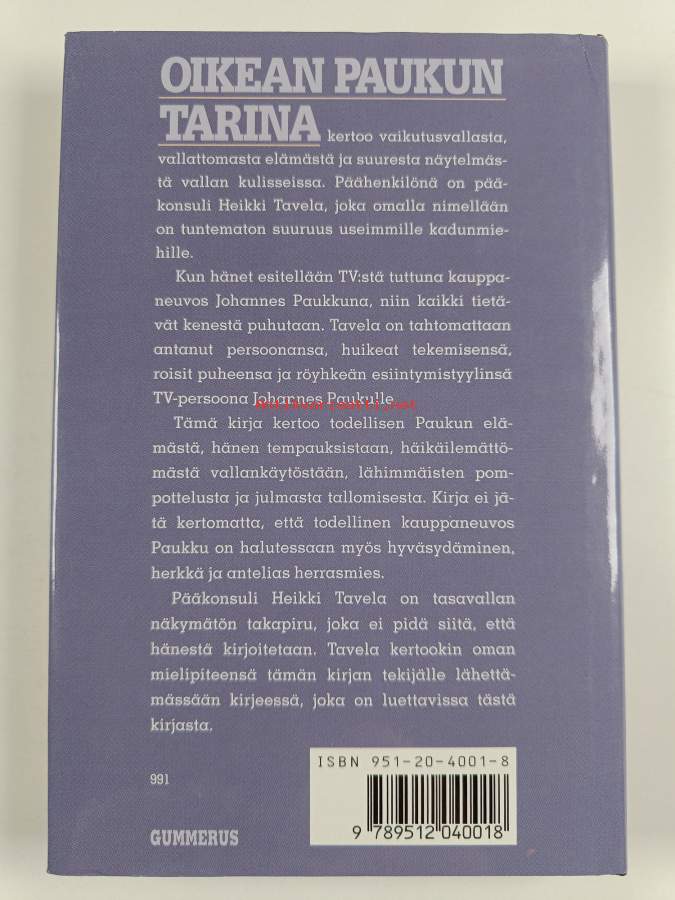 OIKEAN PAUKUN
TARINA kertoo vaikutusvallasta,
vallattomasta elämästä ja suuresta näytelmäs-
tä vallan kulisseissa. Päähenkilönä on pää-
konsuli Heikki Tavela, joka omalla nimellään
on tuntematon suuruus useimmille kadunmie-
hille.
Kun hänet esitellään TV:stä tuttuna kauppa-
neuvos Johannes Paukkuna, niin kaikki tietä-
vät kenestä puhutaan. Tavela on tahtomattaan
antanut persoonansa, huikeat tekemisensä,
roisit puheensa ja röyhkeän esiintymistyylinsä
TV-persoona Johannes Paukulle.
Antikvariaatti.net
Tämä kirja kertoo todellisen Paukun elä-
mästä, hänen tempauksistaan, häikäilemättö-
mästä vallankäytöstään, lähimmäisten pom-
pottelusta ja julmasta tallomisesta. Kirja ei jä-
tä kertomatta, että todellinen kauppaneuvos
Paukku on halutessaan myös hyväsydäminen,
herkkä ja antelias herrasmies.
Pääkonsuli Heikki Tavela on tasavallan
näkymätön takapiru, joka ei pidä siitä, että
hänestä kirjoitetaan. Tavela kertookin oman
mielipiteensä tämän kirjan tekijälle lähettä-
mässään kirjeessä, joka on luettavissa tästä
kirjasta.
ISBN 951-20-4001-8
991
9 789512 040018
GUMMERUS